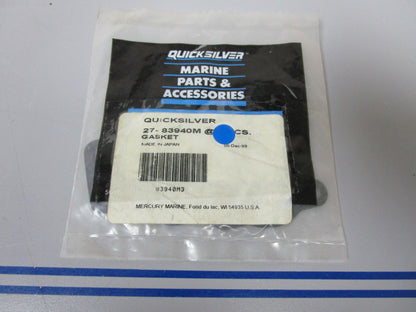 QUICKSILVER
MARINE
PARTS &
ACCESSORIES
QUICKSILVER
27- 83940M @ CS.
GASKET
MADE IN JAPAN
83940M3
MERCURY MARINE, Fond du lac, WI 54935 U.S.A.